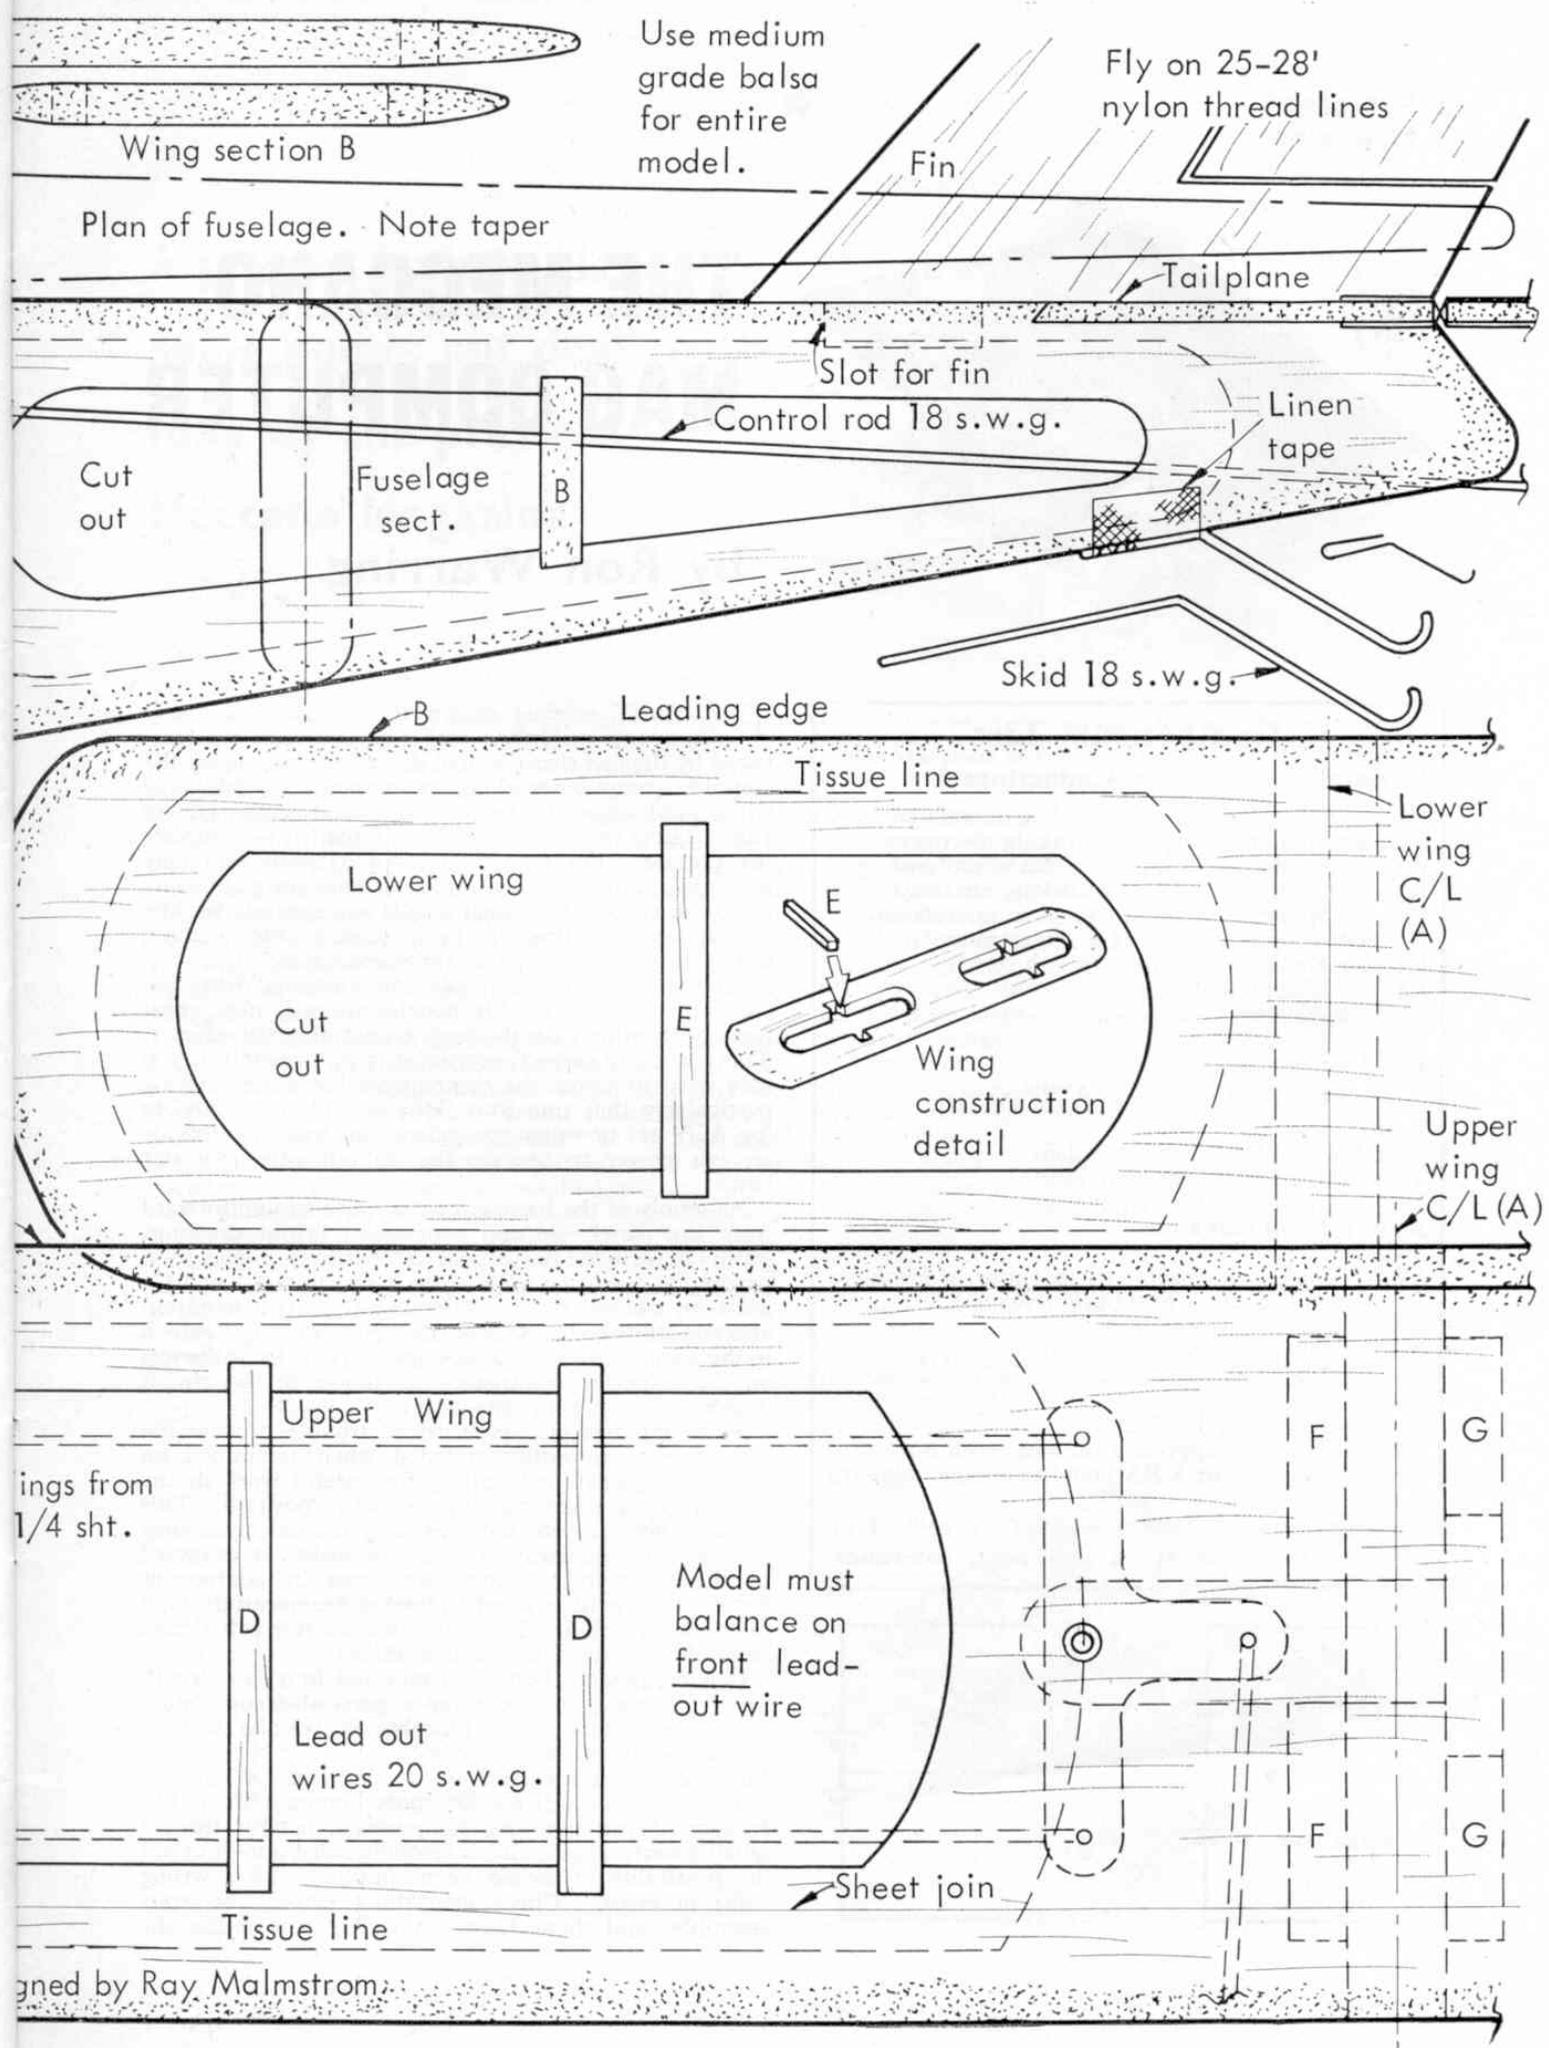 Use medium
grade balsa
for entire
model.
Fly on 25-28'
nylon thread lines
Wing section B
Fin
Plan of fuselage. Note taper
Tailplane
Slot for fin
Control rod 18 s.w.g.
Linen
tape
Cut
out
Fuselage
sect.
B
Skid 18 s.w.g.
B
Leading edge
Tissue line
Lower
wing
C/L
(A)
Lower wing
E
E
Cut
out
Wing
construction
detail
Upper
wing
C/L (A)
Upper Wing
F
G
ings from
1/4 sht.
D
D
Model must
balance on
front lead-
out wire
Lead out
wires 20 s.w.g.
F
G
Sheet join
Tissue line
gned by Ray Malmstrom